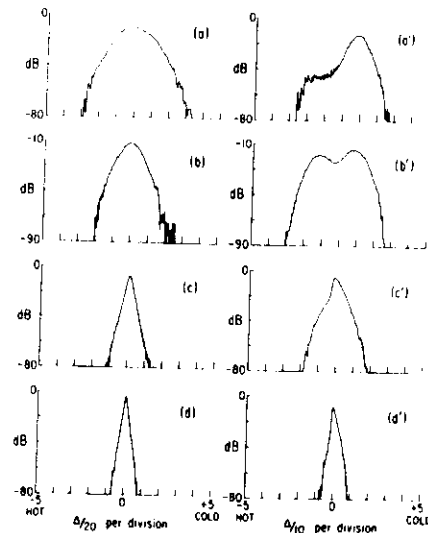 0 (a) dB -80
0 (a') dB -80
-10 (b) dB -90
-10 (b') dB -90
0 (c) dB -80
0 (c') dB -80
0 (d) dB -80
0 (d') dB -80
-5 0 +5 -5 0 +5
HOT Δ/20 per division COLD HOT Δ/10 per division COLD